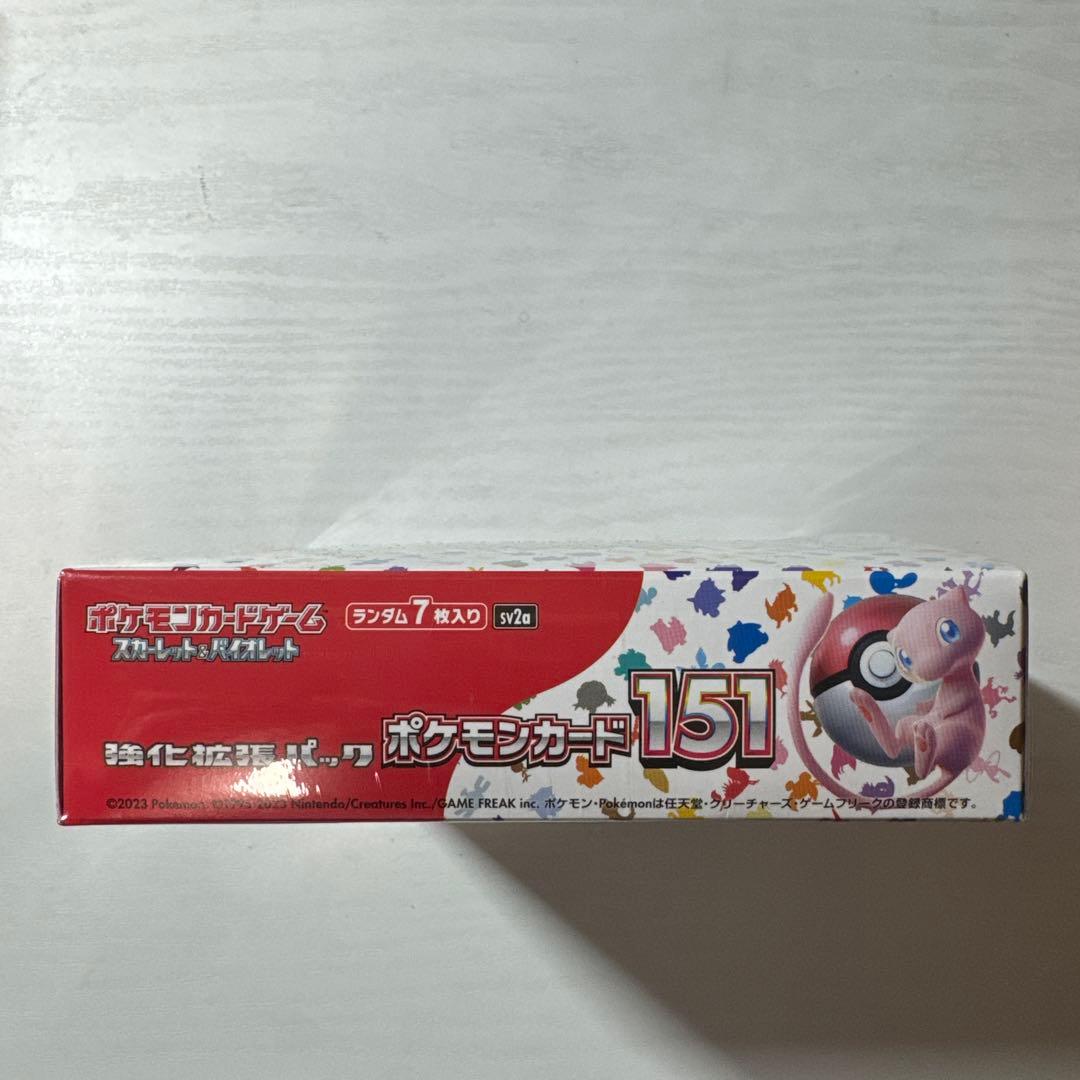 ポケモンカードゲーム ランダム7枚入り sv2a
スカーレット&バイオレット
強化拡張パック ポケモンカード151
©2023 Pokémon. ©1995-2023 Nintendo/Creatures Inc./GAME FREAK inc. ポケモン・Pokémonは任天堂・クリーチャーズ・ゲームフリークの登録商標です。